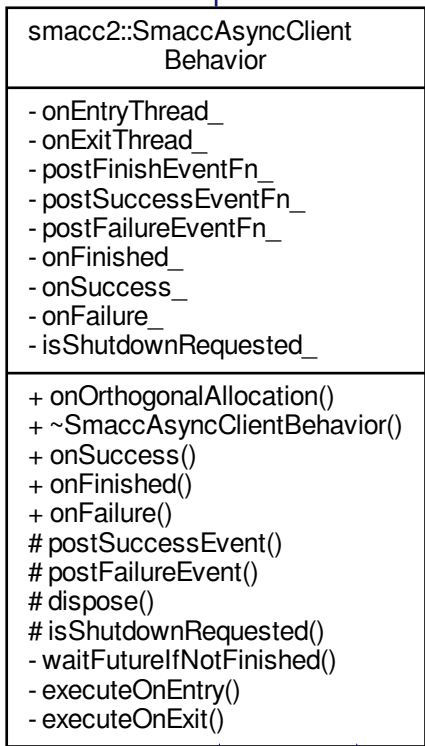 smacc2::SmaccAsyncClient
Behavior
- onEntryThread_
- onExitThread_
- postFinishEventFn_
- postSuccessEventFn_
- postFailureEventFn_
- onFinished_
- onSuccess_
- onFailure_
- isShutdownRequested_
+ onOrthogonalAllocation()
+ ~SmaccAsyncClientBehavior()
+ onSuccess()
+ onFinished()
+ onFailure()
# postSuccessEvent()
# postFailureEvent()
# dispose()
# isShutdownRequested()
- waitFutureIfNotFinished()
- executeOnEntry()
- executeOnExit()